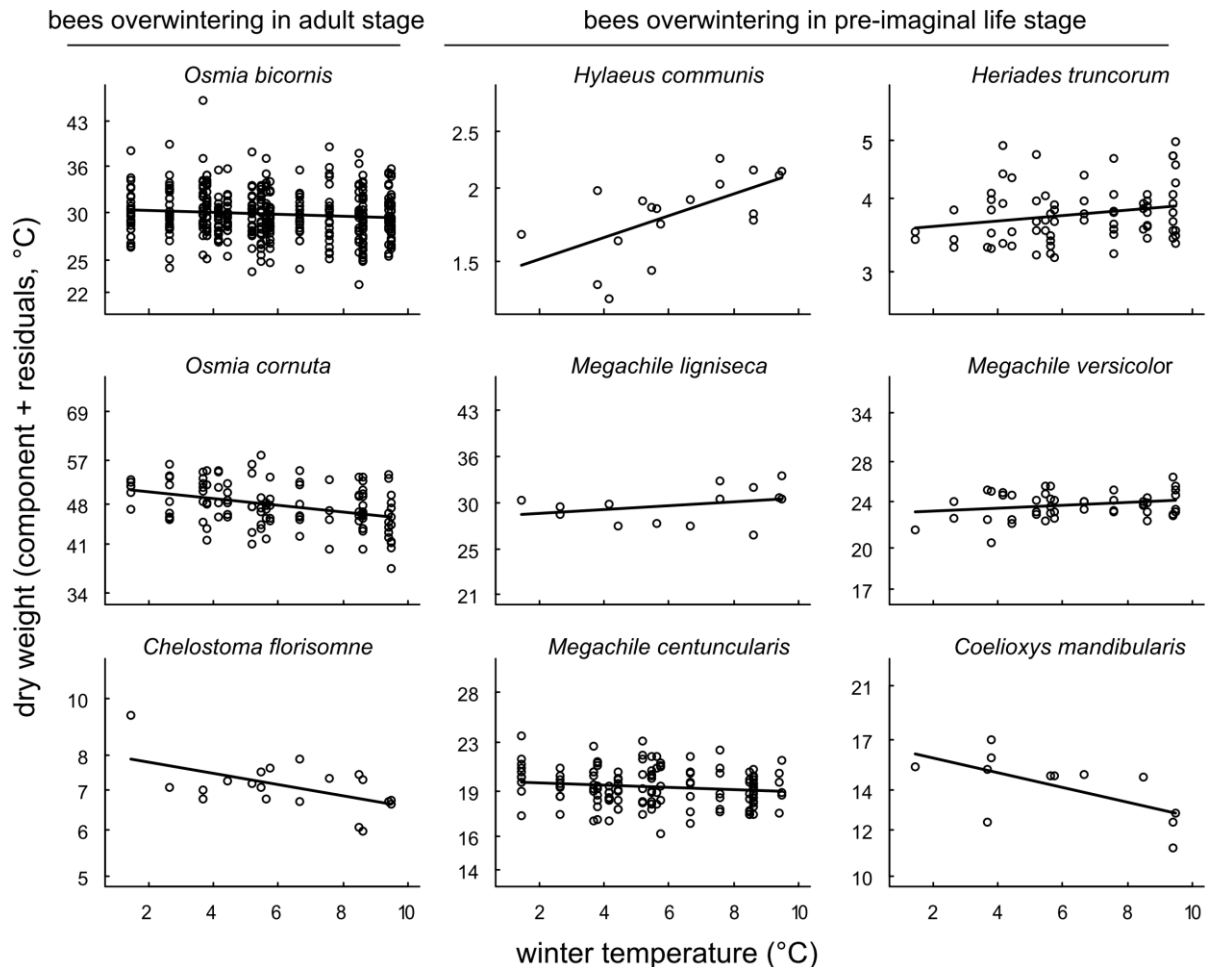 bees overwintering in adult stage
bees overwintering in pre-imaginal life stage
Osmia bicornis
Hylaeus communis
Heriades truncorum
43
36
30
25
22
2.5
2
1.5
5
4
3
Osmia cornuta
Megachile ligniseca
Megachile versicolor
69
57
48
41
34
43
36
30
25
21
34
28
24
20
17
Chelostoma florisomne
Megachile centuncularis
Coelioxys mandibularis
10
8
7
6
5
28
23
19
16
14
21
17
14
12
10
2 4 6 8 10
2 4 6 8 10
2 4 6 8 10
dry weight (component + residuals, °C)
winter temperature (°C)